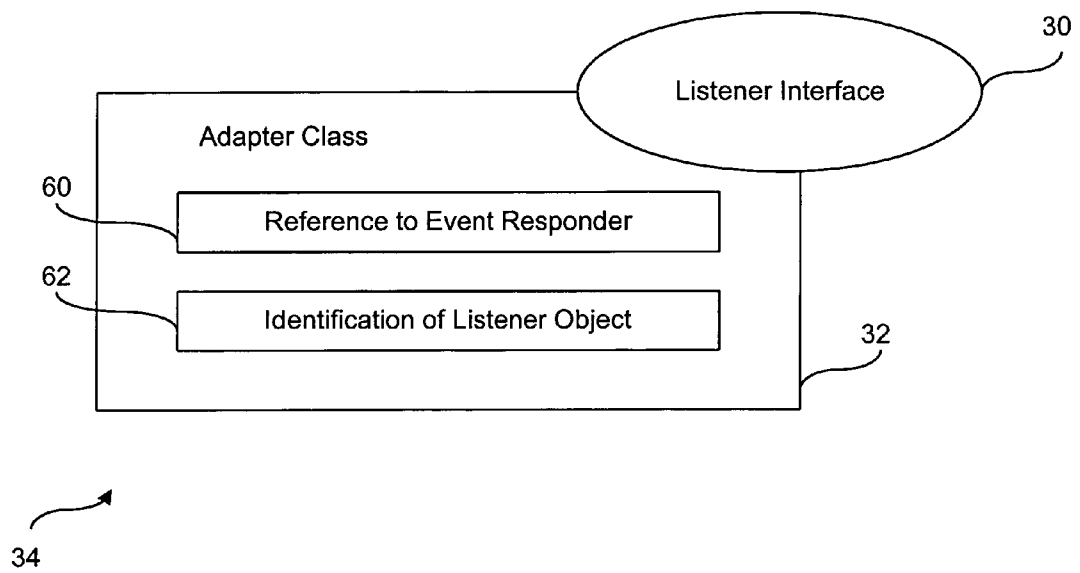 30
Listener Interface
Adapter Class
60
Reference to Event Responder
62
Identification of Listener Object
32
34